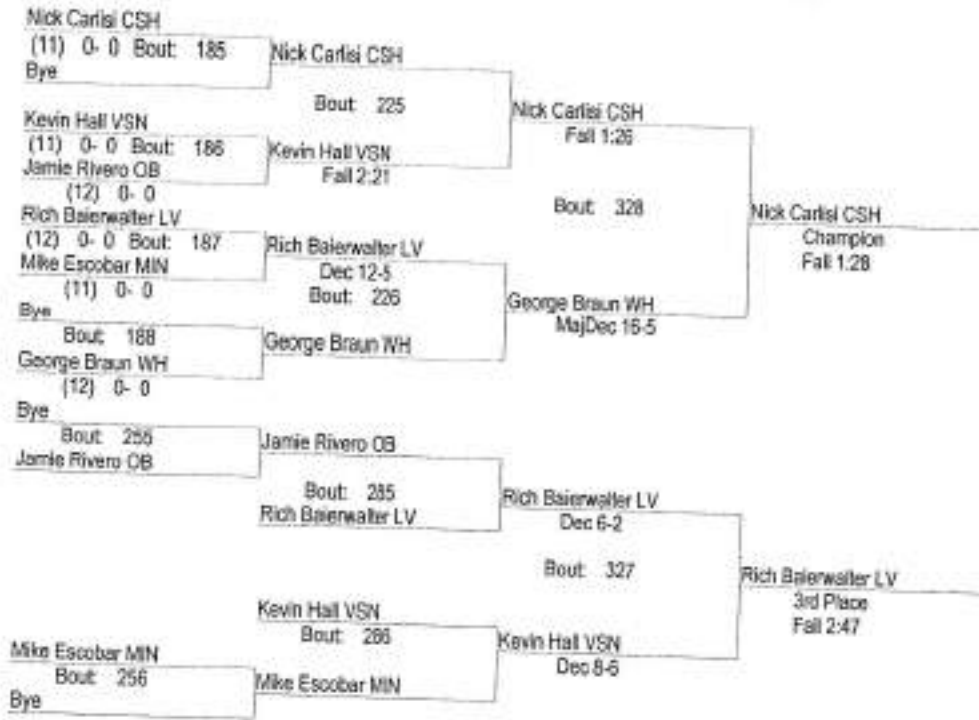 Nick Carlisi CSH
(11) 0- 0 Bout: 185
Bye
Nick Carlisi CSH
Bout: 225
Kevin Hall VSN
(11) 0- 0 Bout: 186
Jamie Rivero OB
(12) 0- 0
Kevin Hall VSN
Fall 2:21
Nick Carlisi CSH
Fall 1:26
Bout: 328
Rich Baierwalter LV
(12) 0- 0 Bout: 187
Mike Escobar MIN
(11) 0- 0
Rich Baierwalter LV
Dec 12-5
Bout: 226
Bye
Bout: 188
George Braun WH
(12) 0- 0
George Braun WH
George Braun WH
MajDec 16-5
Nick Carlisi CSH
Champion
Fall 1:28
Bye
Bout: 255
Jamie Rivero OB
Jamie Rivero OB
Bout: 285
Rich Baierwalter LV
Rich Baierwalter LV
Dec 6-2
Bout: 327
Kevin Hall VSN
Bout: 286
Mike Escobar MIN
Bout: 256
Bye
Mike Escobar MIN
Kevin Hall VSN
Dec 8-6
Rich Baierwalter LV
3rd Place
Fall 2:47